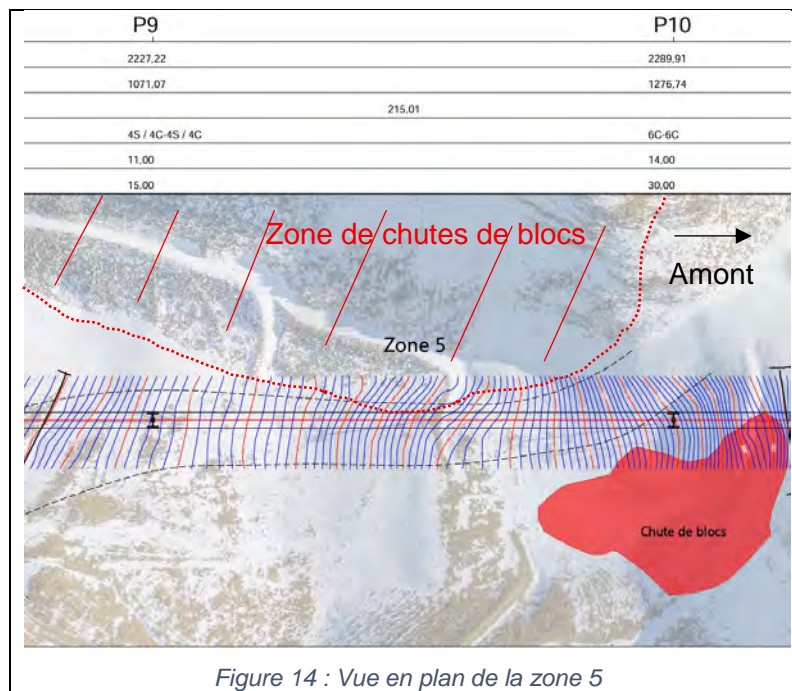 P9 P10
2227,22 2289,91
1071,07 1276,74
215,01
4S / 4C-4S / 4C 6C-6C
11,00 14,00
15,00 30,00
Zone de chutes de blocs
Amont
Zone 5
Chute de blocs
Figure 14 : Vue en plan de la zone 5